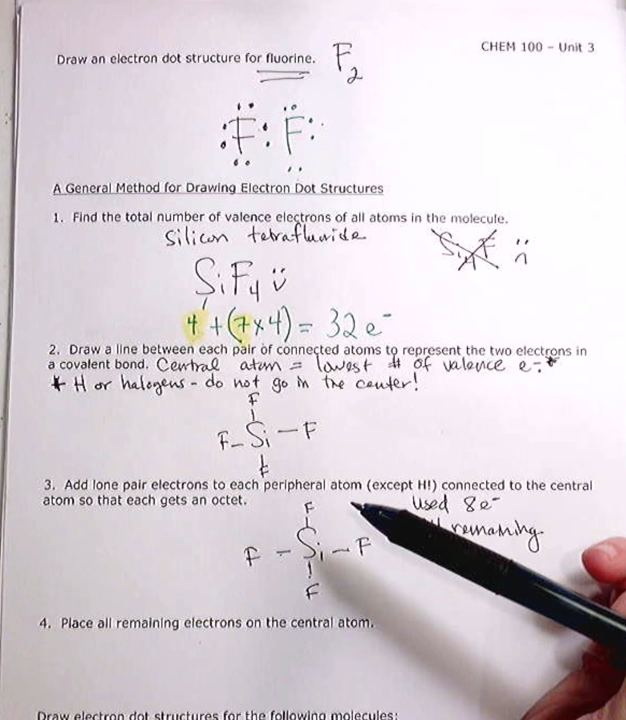 CHEM 100 – Unit 3
Draw an electron dot structure for fluorine. F2
F F
A General Method for Drawing Electron Dot Structures
1. Find the total number of valence electrons of all atoms in the molecule.
Silicon tetrafluoride
SiF4
4 + (7x4) = 32 e-
2. Draw a line between each pair of connected atoms to represent the two electrons in
a covalent bond. Central atom = lowest # of valence e-. *
* H or halogens - do not go in the center!
F
F-Si-F
F
3. Add lone pair electrons to each peripheral atom (except H!) connected to the central
atom so that each gets an octet. used 8e-
remaining
F
F - Si - F
F
4. Place all remaining electrons on the central atom.
Draw electron dot structures for the following molecules: